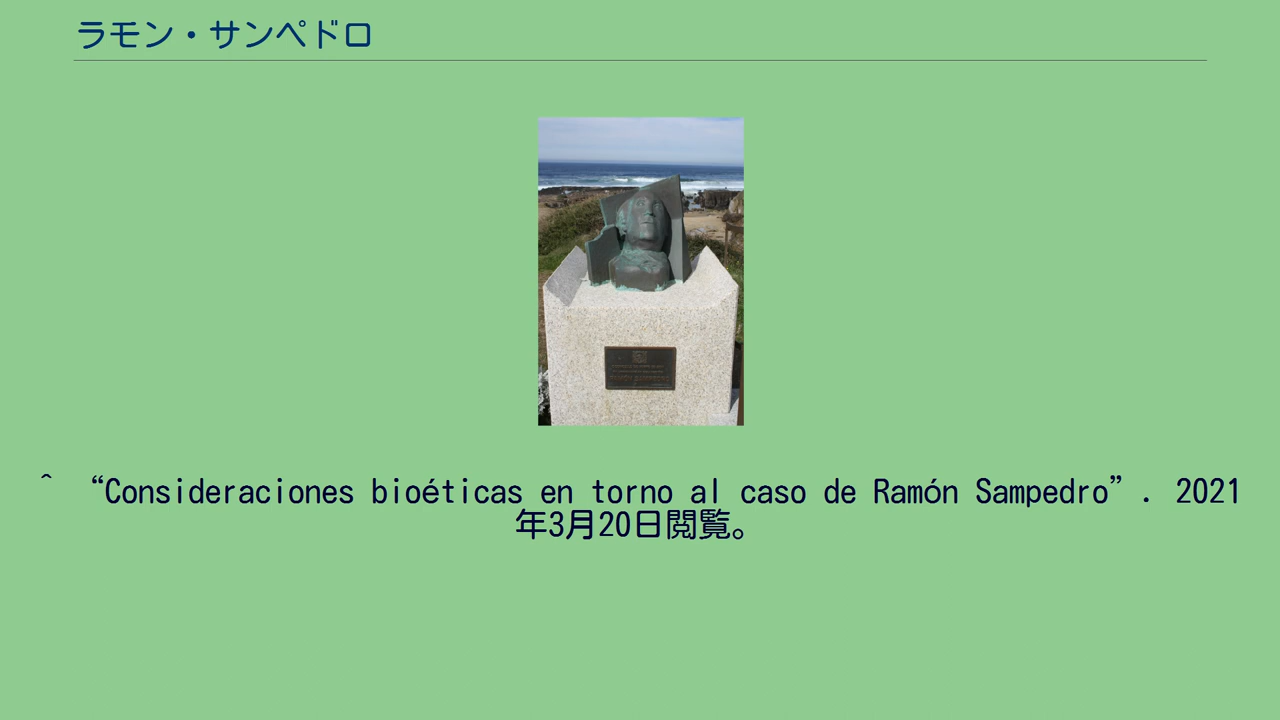 ラモン・サンペドロ
^ “Consideraciones bioéticas en torno al caso de Ramón Sampedro”. 2021
年3月20日閲覧。